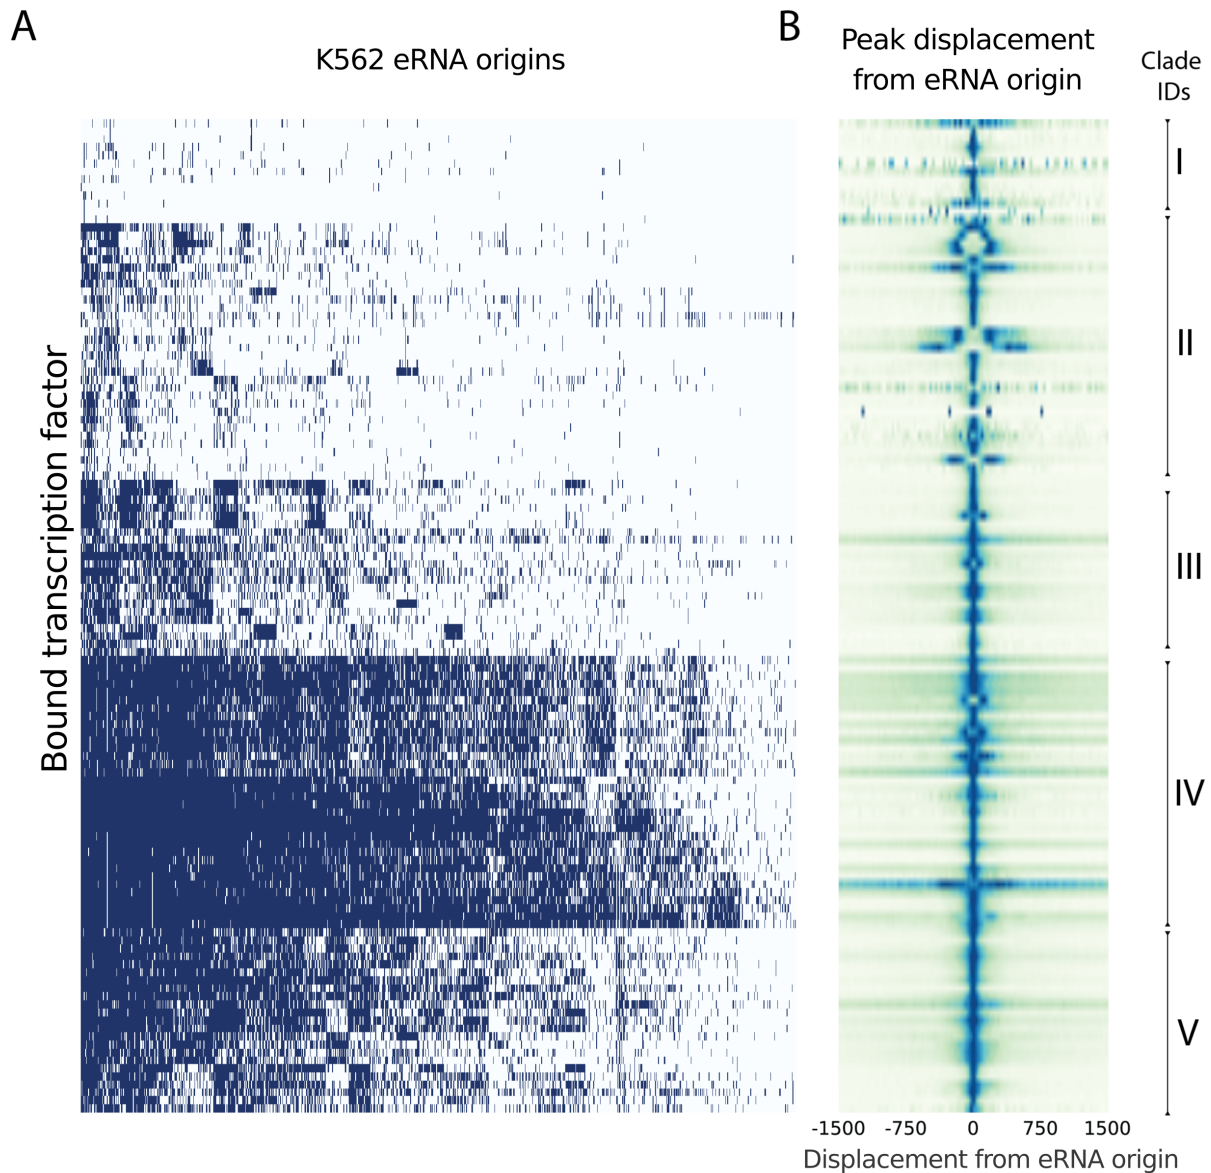 A
K562 eRNA origins
Bound transcription factor
B
Peak displacement
from eRNA origin
Clade
IDs
I
II
III
IV
V
-1500 -750 0 750 1500
Displacement from eRNA origin